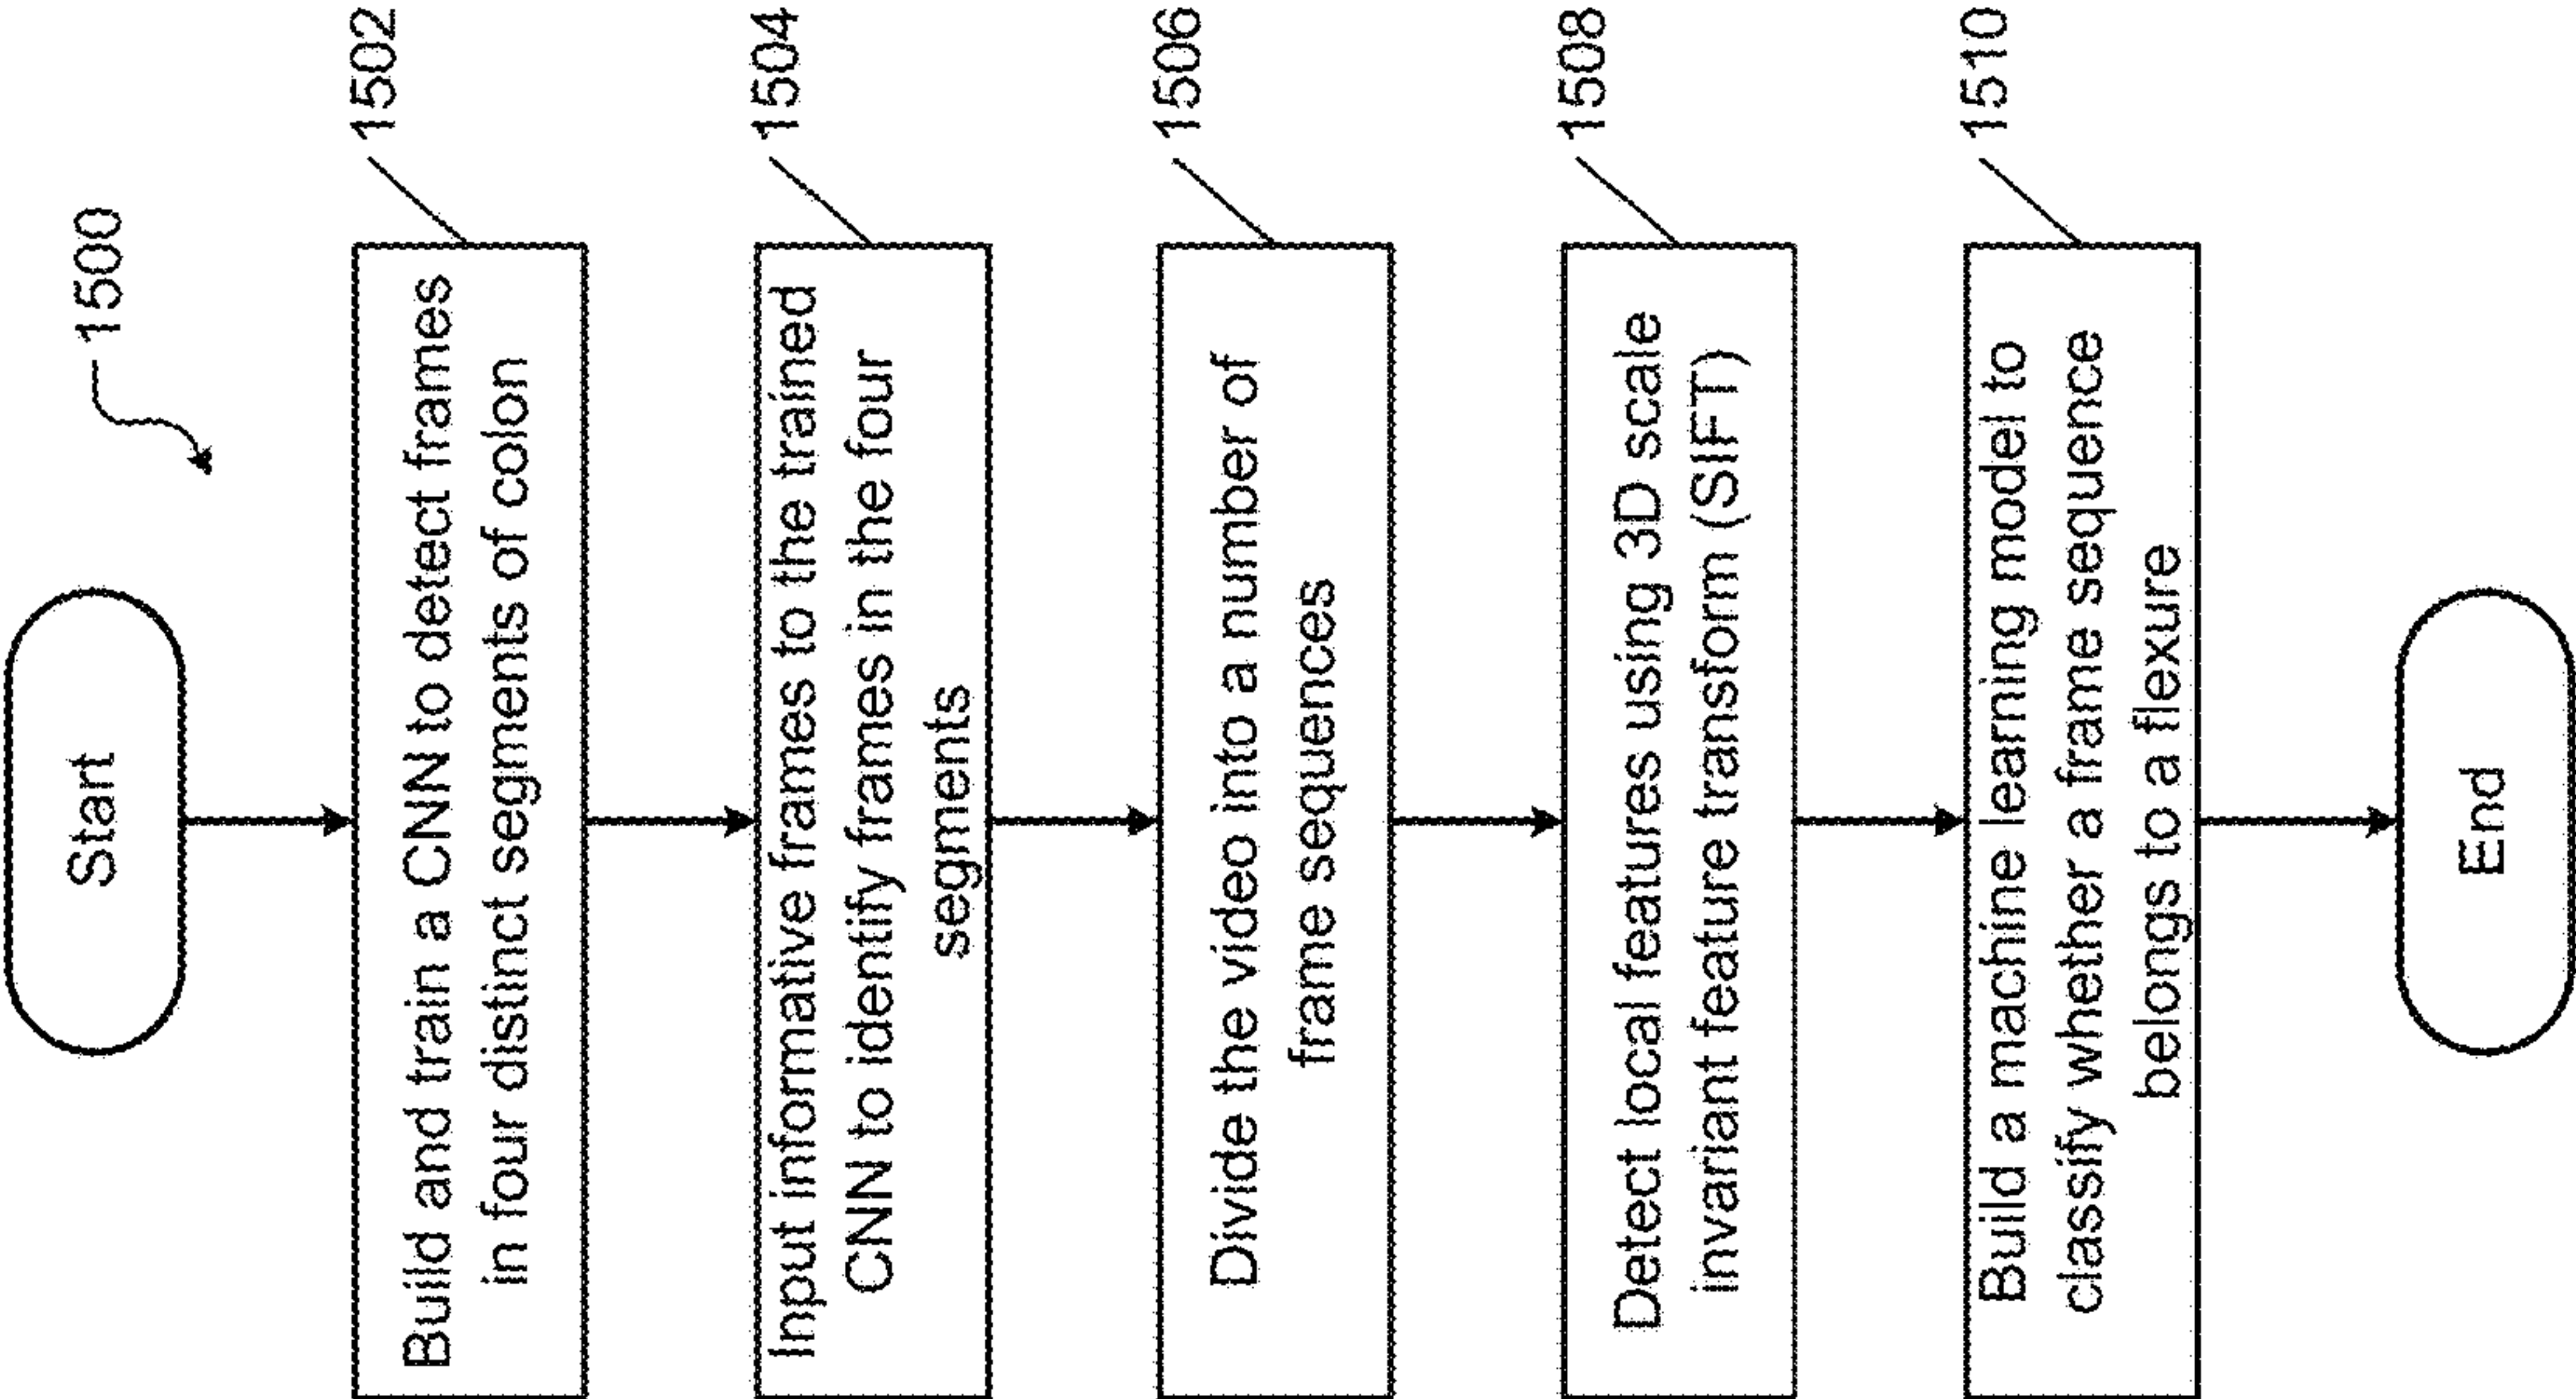 1500
Start
1502
Build and train a CNN to detect frames
in four distinct segments of colon
1504
Input informative frames to the trained
CNN to identify frames in the four
segments
1506
Divide the video into a number of
frame sequences
1508
Detect local features using 3D scale
invariant feature transform (SIFT)
1510
Build a machine learning model to
classify whether a frame sequence
belongs to a flexure
End